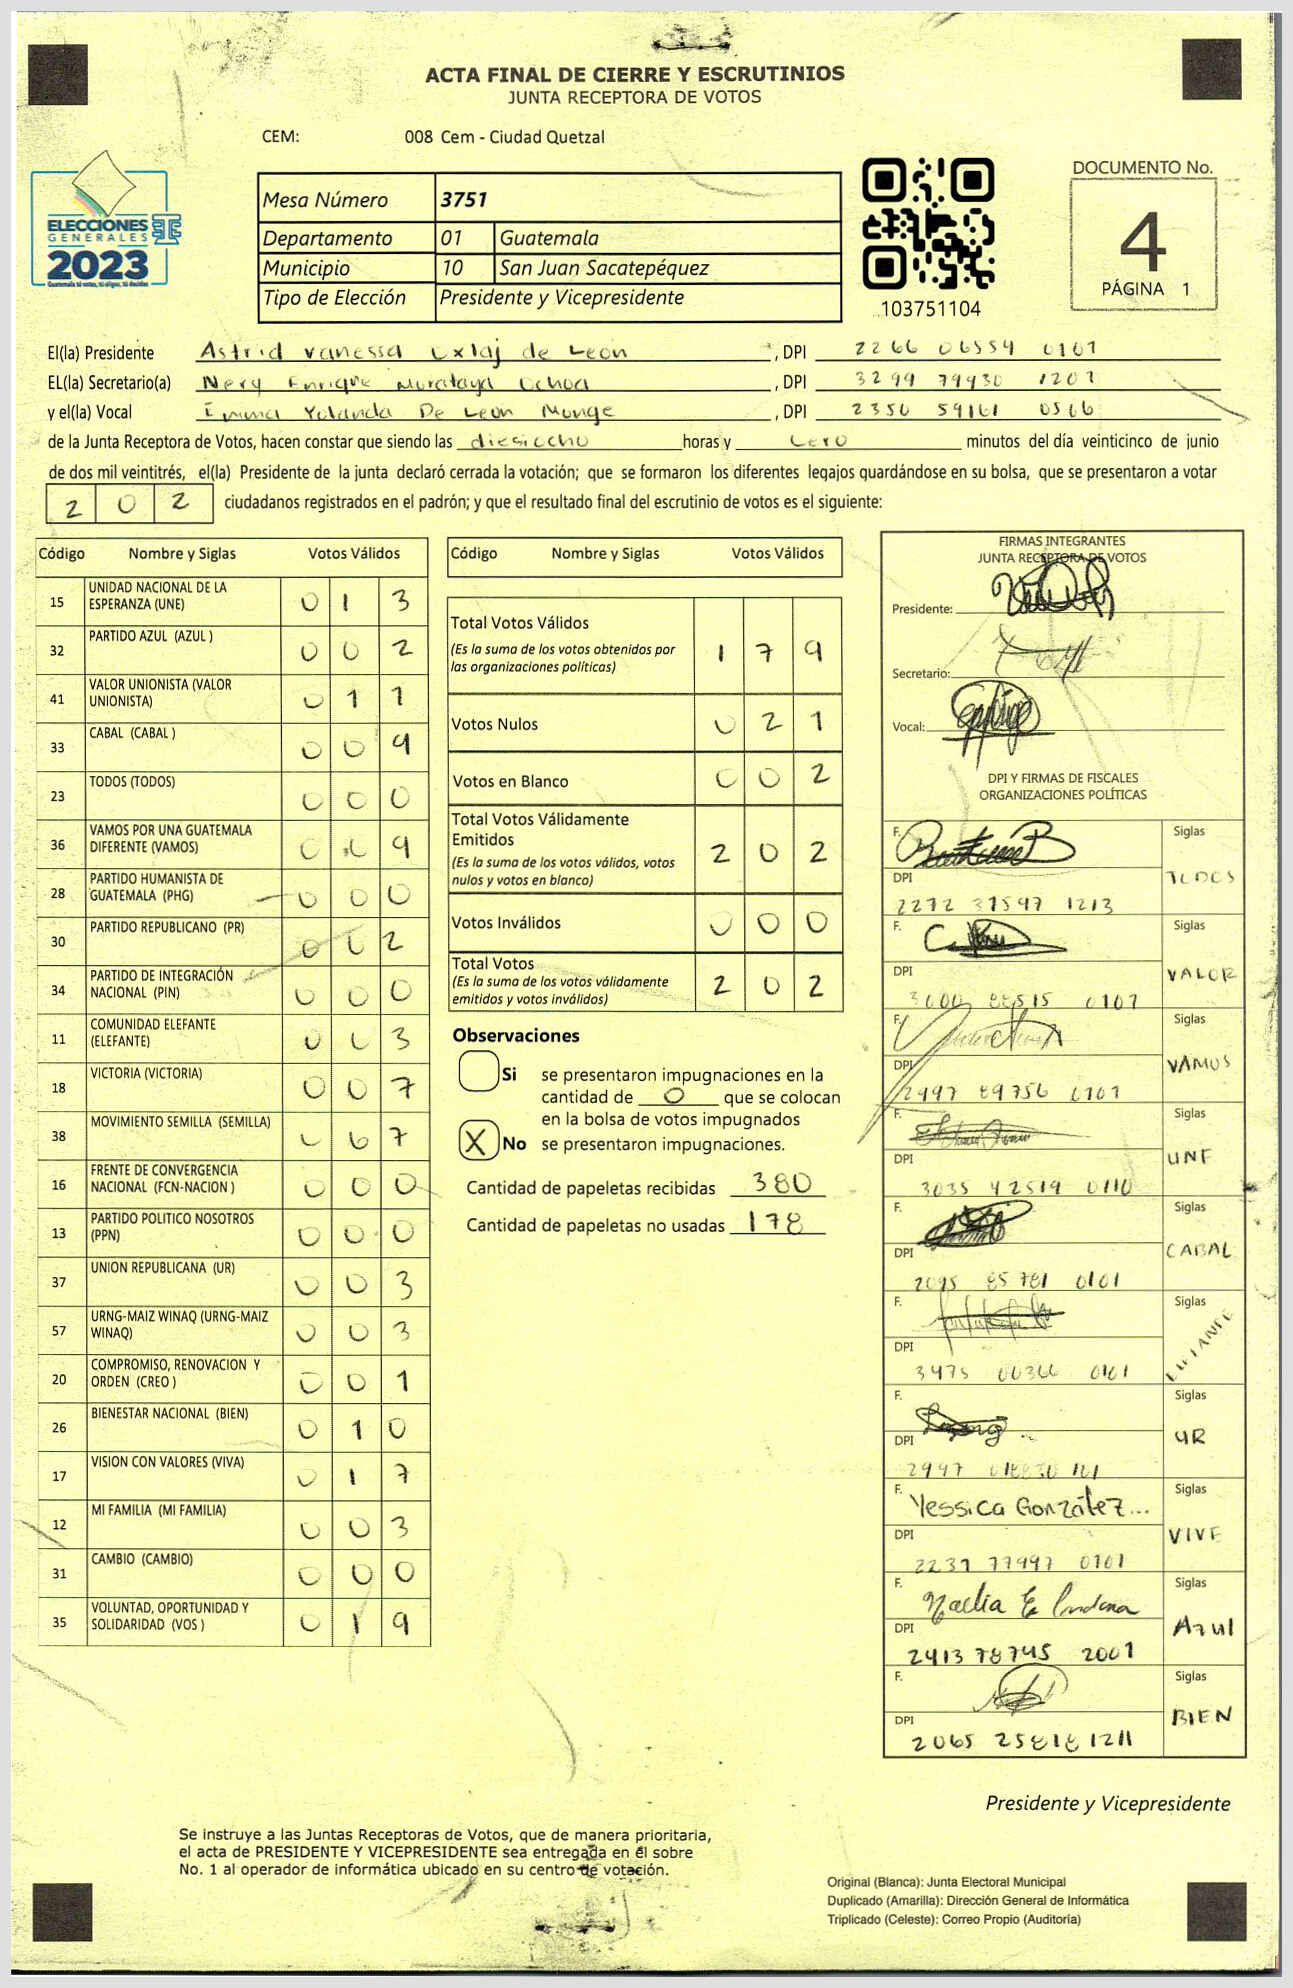 ACTA FINAL DE CIERRE Y ESCRUTINIOS
JUNTA RECEPTORA DE VOTOS
CEM: 008 Cem - Ciudad Quetzal
ELECCIONES
GENERALES
2023
Guatemala tú votas, tú eliges, tú decides
Mesa Número 3751
Departamento 01 Guatemala
Municipio 10 San Juan Sacatepéquez
Tipo de Elección Presidente y Vicepresidente
103751104
DOCUMENTO No.
4
PÁGINA 1
El(la) Presidente Astrid Vanessa Uxlaj de Leon , DPI 2266 06554 0101
EL(la) Secretario(a) Nery Enrique Murataya Ochoa , DPI 3299 79930 1201
y el(la) Vocal Emma Yolanda De Leon Monge , DPI 2350 59161 0506
de la Junta Receptora de Votos, hacen constar que siendo las diesiocho horas y cero minutos del día veinticinco de junio
de dos mil veintitrés, el(la) Presidente de la junta declaró cerrada la votación; que se formaron los diferentes legajos quardándose en su bolsa, que se presentaron a votar
202 ciudadanos registrados en el padrón; y que el resultado final del escrutinio de votos es el siguiente:
Código Nombre y Siglas Votos Válidos
15 UNIDAD NACIONAL DE LA ESPERANZA (UNE) 0 1 3
32 PARTIDO AZUL (AZUL ) 0 0 2
41 VALOR UNIONISTA (VALOR UNIONISTA) 0 1 1
33 CABAL (CABAL ) 0 0 9
23 TODOS (TODOS) 0 0 0
36 VAMOS POR UNA GUATEMALA DIFERENTE (VAMOS) 0 0 9
28 PARTIDO HUMANISTA DE GUATEMALA (PHG) 0 0 0
30 PARTIDO REPUBLICANO (PR) 0 0 2
34 PARTIDO DE INTEGRACIÓN NACIONAL (PIN) 0 0 0
11 COMUNIDAD ELEFANTE (ELEFANTE) 0 0 3
18 VICTORIA (VICTORIA) 0 0 7
38 MOVIMIENTO SEMILLA (SEMILLA) 0 6 7
16 FRENTE DE CONVERGENCIA NACIONAL (FCN-NACION ) 0 0 0
13 PARTIDO POLITICO NOSOTROS (PPN) 0 0 0
37 UNION REPUBLICANA (UR) 0 0 3
57 URNG-MAIZ WINAQ (URNG-MAIZ WINAQ) 0 0 3
20 COMPROMISO, RENOVACION Y ORDEN (CREO ) 0 0 1
26 BIENESTAR NACIONAL (BIEN) 0 1 0
17 VISION CON VALORES (VIVA) 0 1 7
12 MI FAMILIA (MI FAMILIA) 0 0 3
31 CAMBIO (CAMBIO) 0 0 0
35 VOLUNTAD, OPORTUNIDAD Y SOLIDARIDAD (VOS ) 0 1 9
Código Nombre y Siglas Votos Válidos
Total Votos Válidos 1 7 9
(Es la suma de los votos obtenidos por
las organizaciones políticas)
Votos Nulos 0 2 1
Votos en Blanco 0 0 2
Total Votos Válidamente
Emitidos 2 0 2
(Es la suma de los votos válidos, votos
nulos y votos en blanco)
Votos Inválidos 0 0 0
Total Votos 2 0 2
(Es la suma de los votos válidamente
emitidos y votos inválidos)
Observaciones
Si se presentaron impugnaciones en la
cantidad de 0 que se colocan
en la bolsa de votos impugnados
X No se presentaron impugnaciones.
Cantidad de papeletas recibidas 380
Cantidad de papeletas no usadas 178
FIRMAS INTEGRANTES
JUNTA RECEPTORA DE VOTOS
Presidente:
Secretario:
Vocal:
DPI Y FIRMAS DE FISCALES
ORGANIZACIONES POLÍTICAS
F. Siglas
TODOS
DPI
2272 31597 1213
F. Siglas
VALOR
DPI
3000 88515 0101
F. Siglas
VAMOS
DPI
2997 89756 0101
F. Siglas
UNE
DPI
3035 42519 0110
F. Siglas
CABAL
DPI
2095 85781 0101
F. Siglas
ELEFANTE
DPI
3475 00366 0101
F. Siglas
UR
DPI
2997
F. Yessica González... Siglas
VIVE
DPI
2231 77997 0101
F. Siglas
Azul
DPI
2413 78745 2001
F. Siglas
BIEN
DPI
2065 25818 1211
Presidente y Vicepresidente
Se instruye a las Juntas Receptoras de Votos, que de manera prioritaria,
el acta de PRESIDENTE Y VICEPRESIDENTE sea entregada en él sobre
No. 1 al operador de informática ubicado en su centro de votación.
Original (Blanca): Junta Electoral Municipal
Duplicado (Amarilla): Dirección General de Informática
Triplicado (Celeste): Correo Propio (Auditoría)